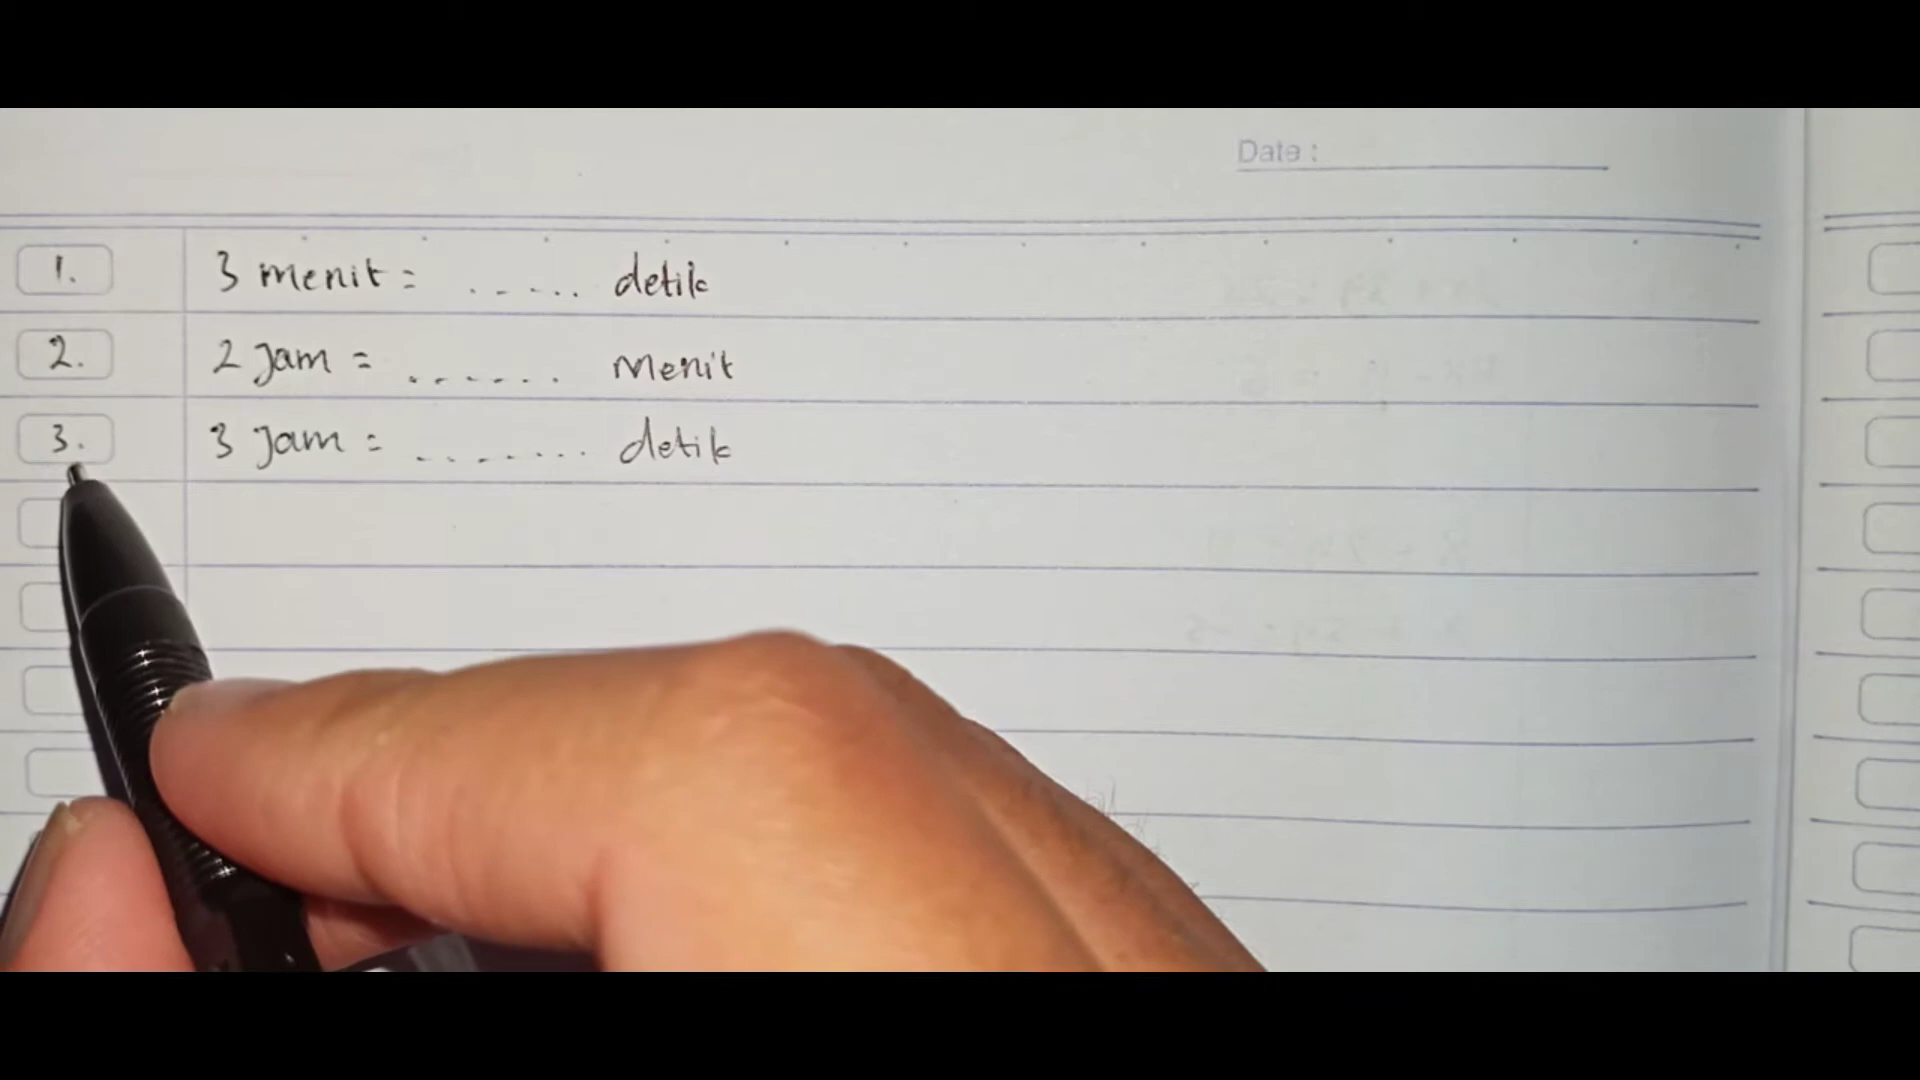 Date :
1. 3 menit = ..... detik
2. 2 Jam = ...... Menit
3. 3 Jam = ....... detik